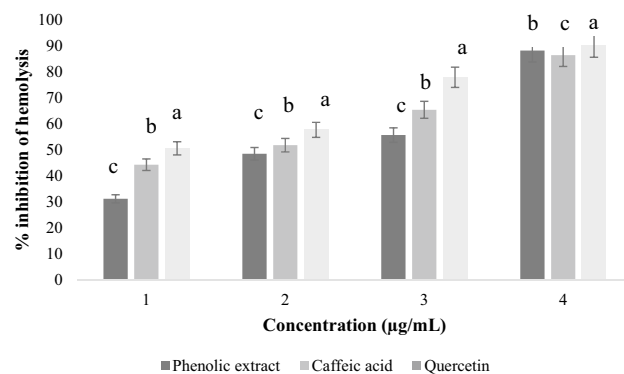 100
90
80
70
60
50
40
30
20
10
0
% inhibition of hemolysis
c b a
c b a
c b a
b c a
1 2 3 4
Concentration (µg/mL)
Phenolic extract Caffeic acid Quercetin